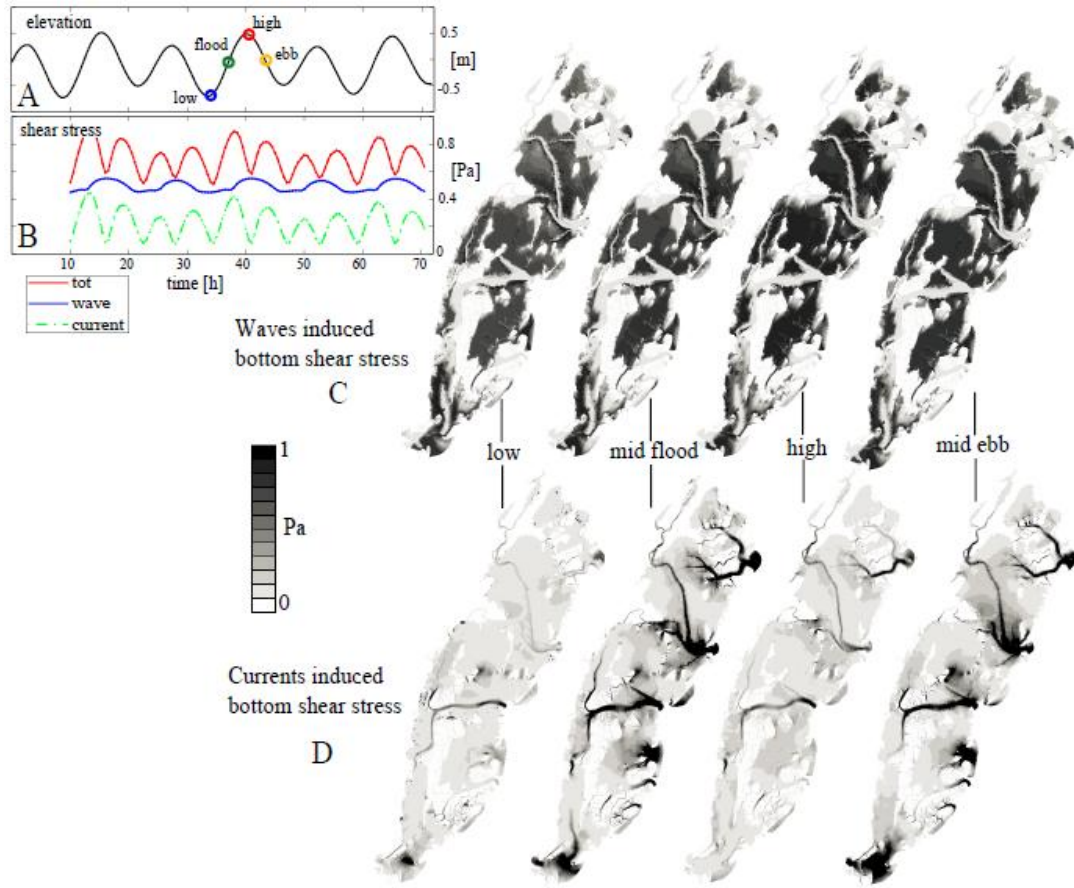 elevation
high
flood
ebb
low
0.5
[m]
-0.5
A
shear stress
0.8
[Pa]
0.4
0
B
10 20 30 40 50 60 70
time [h]
tot
wave
current
Waves induced
bottom shear stress
C
low
mid flood
high
mid ebb
1
Pa
0
Currents induced
bottom shear stress
D